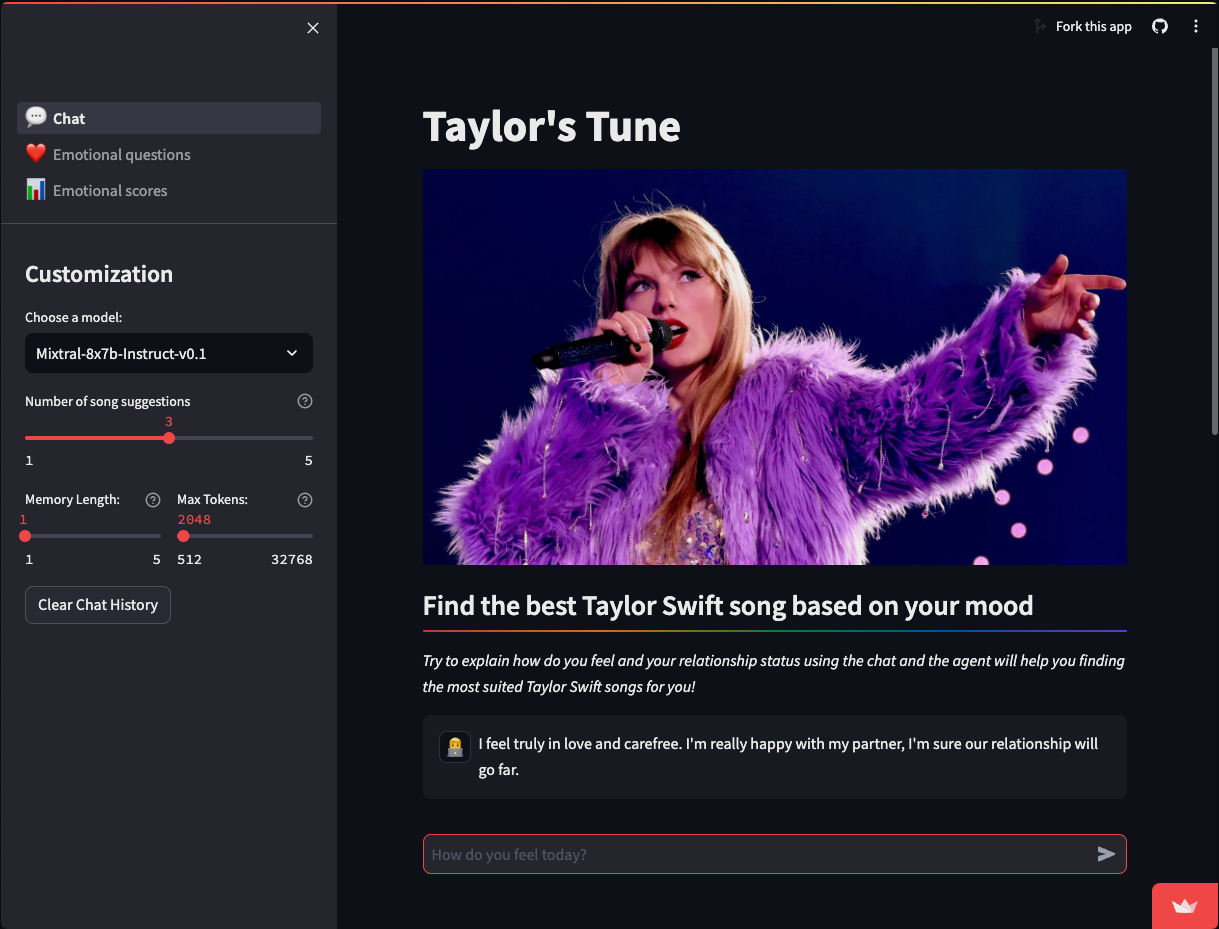 Fork this app
Chat
Emotional questions
Emotional scores
Customization
Choose a model:
Mixtral-8x7b-Instruct-v0.1
Number of song suggestions
3
1 5
Memory Length: Max Tokens:
1 2048
1 5 512 32768
Clear Chat History
Taylor's Tune
Find the best Taylor Swift song based on your mood
Try to explain how do you feel and your relationship status using the chat and the agent will help you finding
the most suited Taylor Swift songs for you!
I feel truly in love and carefree. I'm really happy with my partner, I'm sure our relationship will
go far.
How do you feel today?